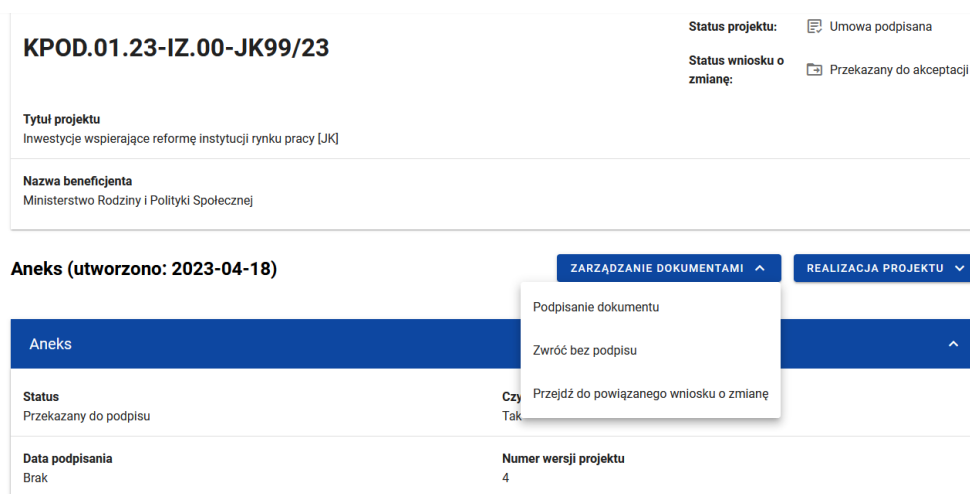 KPOD.01.23-IZ.00-JK99/23
Status projektu: Umowa podpisana
Status wniosku o zmianę: Przekazany do akceptacji
Tytuł projektu
Inwestycje wspierające reformę instytucji rynku pracy [JK]
Nazwa beneficjenta
Ministerstwo Rodziny i Polityki Społecznej
Aneks (utworzono: 2023-04-18)
ZARZĄDZANIE DOKUMENTAMI
REALIZACJA PROJEKTU
Podpisanie dokumentu
Zwróć bez podpisu
Przejdź do powiązanego wniosku o zmianę
Aneks
Status
Przekazany do podpisu
Czy
Tak
Data podpisania
Brak
Numer wersji projektu
4